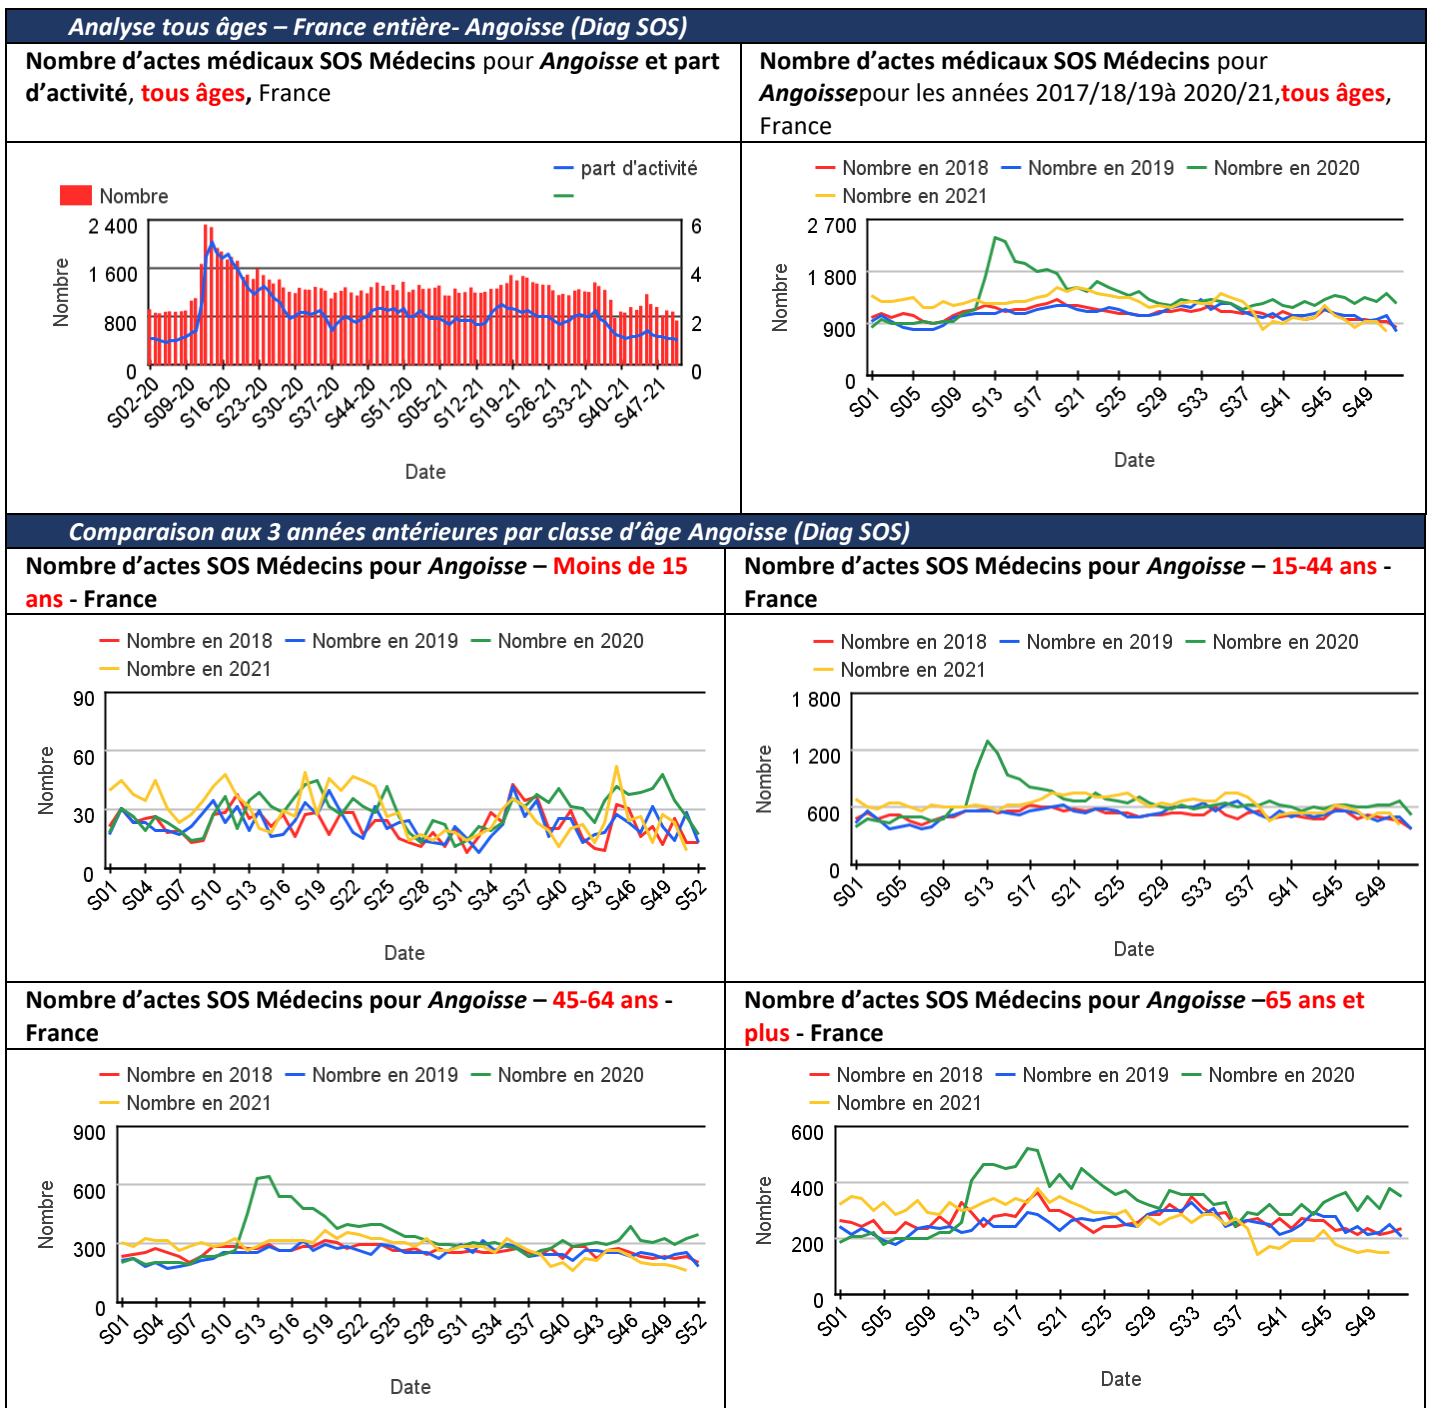 Analyse tous âges – France entière- Angoisse (Diag SOS)
Nombre d’actes médicaux SOS Médecins pour Angoisse et part
d’activité, tous âges, France
Nombre d’actes médicaux SOS Médecins pour
Angoissepour les années 2017/18/19à 2020/21,tous âges,
France
part d'activité
Nombre
2 400
1 600
800
0
6
4
2
0
Nombre
S02-20
S09-20
S16-20
S23-20
S30-20
S37-20
S44-20
S51-20
S05-21
S12-21
S19-21
S26-21
S33-21
S40-21
S47-21
Date
Nombre en 2018
Nombre en 2019
Nombre en 2020
Nombre en 2021
2 700
1 800
900
0
Nombre
S01
S05
S09
S13
S17
S21
S25
S29
S33
S37
S41
S45
S49
Date
Comparaison aux 3 années antérieures par classe d’âge Angoisse (Diag SOS)
Nombre d’actes SOS Médecins pour Angoisse – Moins de 15
ans - France
Nombre d’actes SOS Médecins pour Angoisse – 15-44 ans -
France
Nombre en 2018
Nombre en 2019
Nombre en 2020
Nombre en 2021
90
60
30
0
Nombre
S01
S04
S07
S10
S13
S16
S19
S22
S25
S28
S31
S34
S37
S40
S43
S46
S49
S52
Date
Nombre en 2018
Nombre en 2019
Nombre en 2020
Nombre en 2021
1 800
1 200
600
0
Nombre
S01
S05
S09
S13
S17
S21
S25
S29
S33
S37
S41
S45
S49
Date
Nombre d’actes SOS Médecins pour Angoisse – 45-64 ans -
France
Nombre d’actes SOS Médecins pour Angoisse –65 ans et
plus - France
Nombre en 2018
Nombre en 2019
Nombre en 2020
Nombre en 2021
900
600
300
0
Nombre
S01
S04
S07
S10
S13
S16
S19
S22
S25
S28
S31
S34
S37
S40
S43
S46
S49
S52
Date
Nombre en 2018
Nombre en 2019
Nombre en 2020
Nombre en 2021
600
400
200
0
Nombre
S01
S05
S09
S13
S17
S21
S25
S29
S33
S37
S41
S45
S49
Date